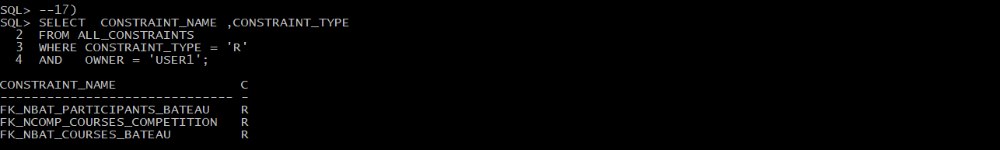 SQL> --17)
SQL> SELECT  CONSTRAINT_NAME ,CONSTRAINT_TYPE
  2  FROM ALL_CONSTRAINTS
  3  WHERE CONSTRAINT_TYPE = 'R'
  4  AND   OWNER = 'USER1';

CONSTRAINT_NAME                C
------------------------------ -
FK_NBAT_PARTICIPANTS_BATEAU    R
FK_NCOMP_COURSES_COMPETITION   R
FK_NBAT_COURSES_BATEAU         R